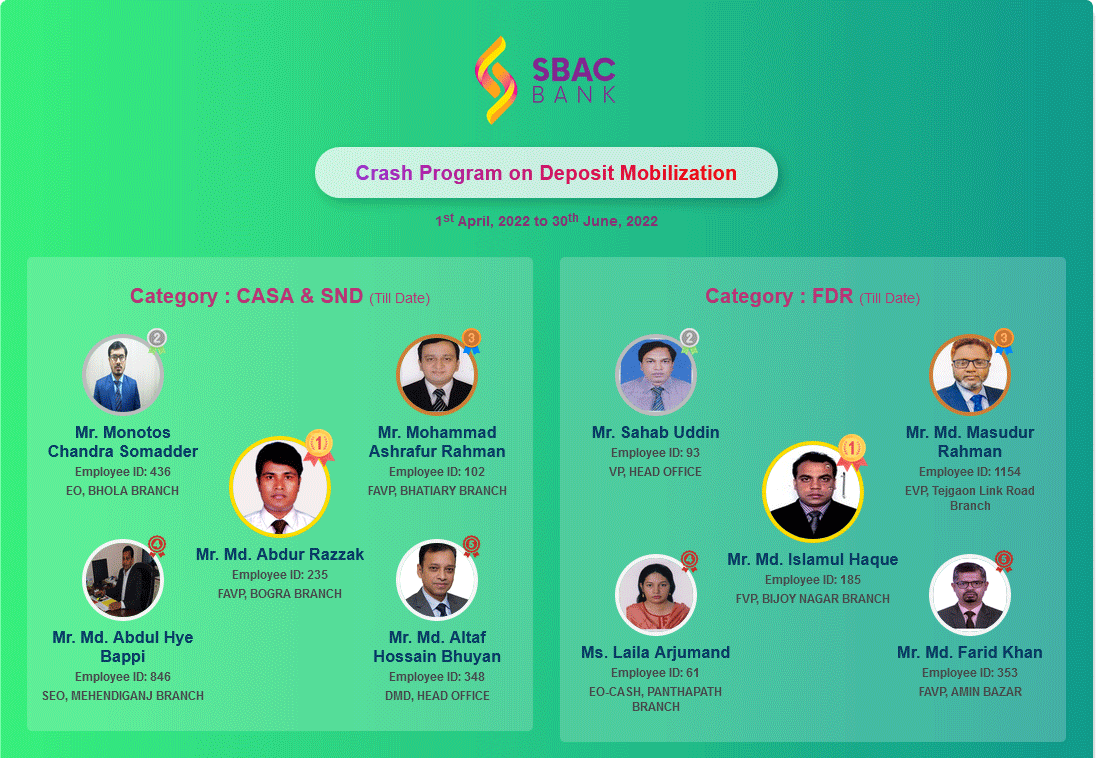 SBAC
BANK
Crash Program on Deposit Mobilization
1st April, 2022 to 30th June, 2022
Category : CASA & SND (Till Date)
2
Mr. Monotos
Chandra Somadder
Employee ID: 436
EO, BHOLA BRANCH
3
Mr. Mohammad
Ashrafur Rahman
Employee ID: 102
FAVP, BHATIARY BRANCH
1
Mr. Md. Abdur Razzak
Employee ID: 235
FAVP, BOGRA BRANCH
4
Mr. Md. Abdul Hye
Bappi
Employee ID: 846
SEO, MEHENDIGANJ BRANCH
5
Mr. Md. Altaf
Hossain Bhuyan
Employee ID: 348
DMD, HEAD OFFICE
Category : FDR (Till Date)
2
Mr. Sahab Uddin
Employee ID: 93
VP, HEAD OFFICE
3
Mr. Md. Masudur
Rahman
Employee ID: 1154
EVP, Tejgaon Link Road
Branch
1
Mr. Md. Islamul Haque
Employee ID: 185
FVP, BIJOY NAGAR BRANCH
4
Ms. Laila Arjumand
Employee ID: 61
EO-CASH, PANTHAPATH
BRANCH
5
Mr. Md. Farid Khan
Employee ID: 353
FAVP, AMIN BAZAR